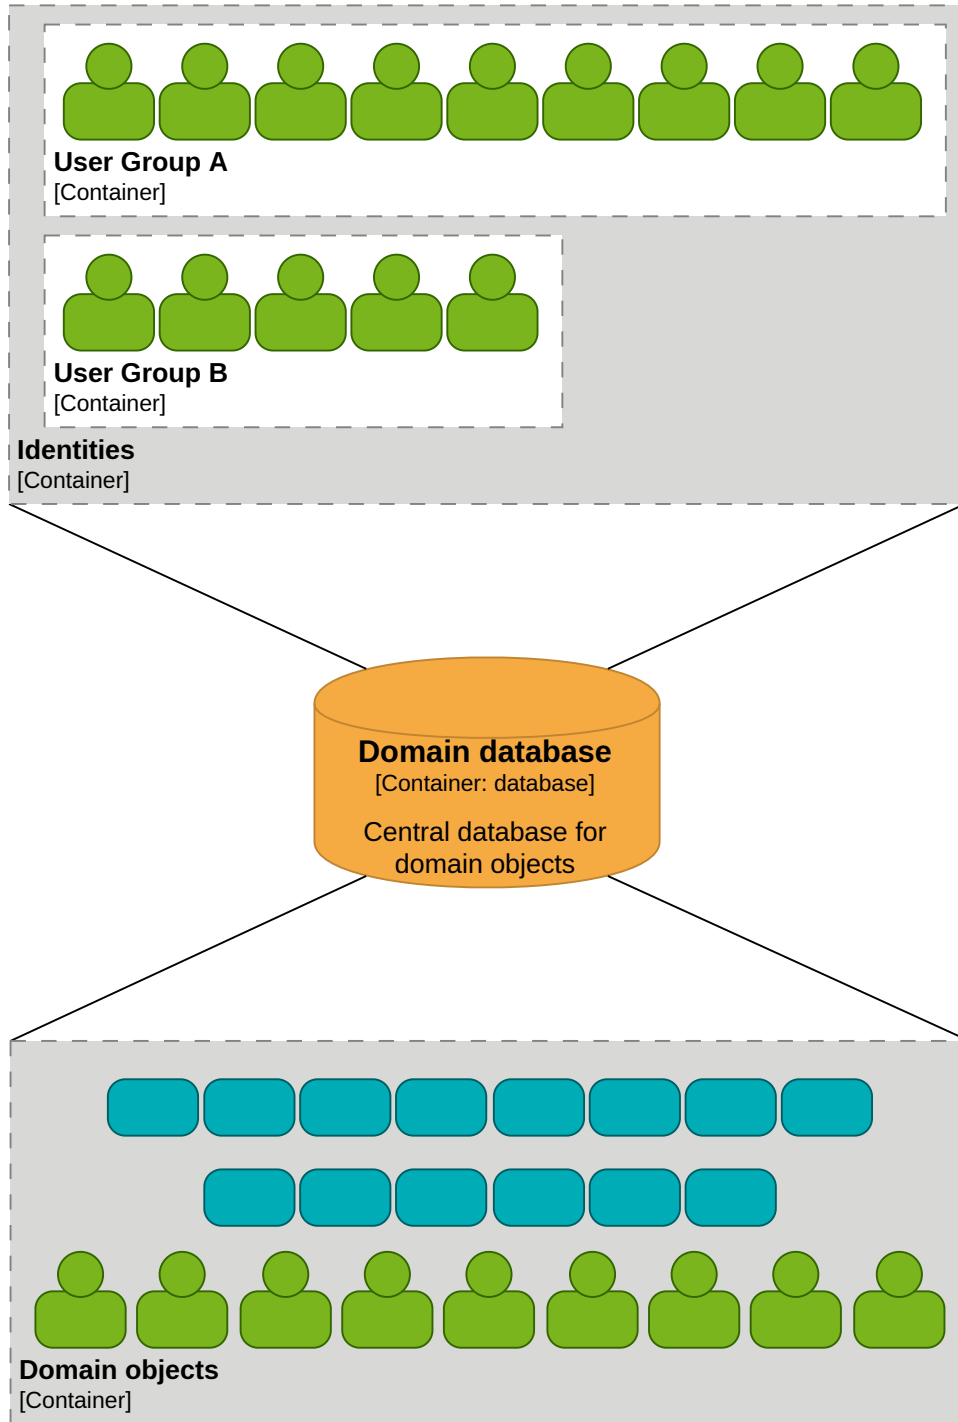 User Group A
[Container]
User Group B
[Container]
Identities
[Container]
Domain database
[Container: database]
Central database for
domain objects
Domain objects
[Container]